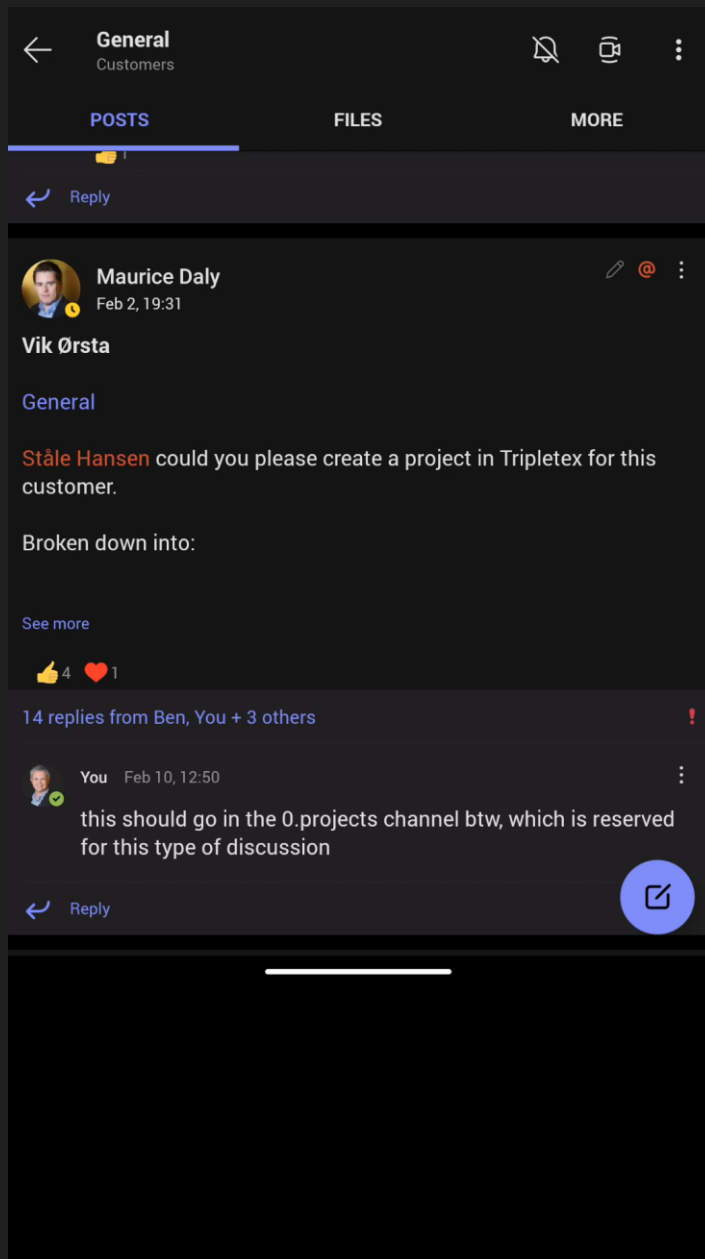 General
Customers
POSTS
FILES
MORE
1
Reply
Maurice Daly
Feb 2, 19:31
@
Vik Ørsta
General
Ståle Hansen could you please create a project in Tripletex for this
customer.
Broken down into:
See more
4
1
14 replies from Ben, You + 3 others
!
You Feb 10, 12:50
this should go in the 0.projects channel btw, which is reserved
for this type of discussion
Reply